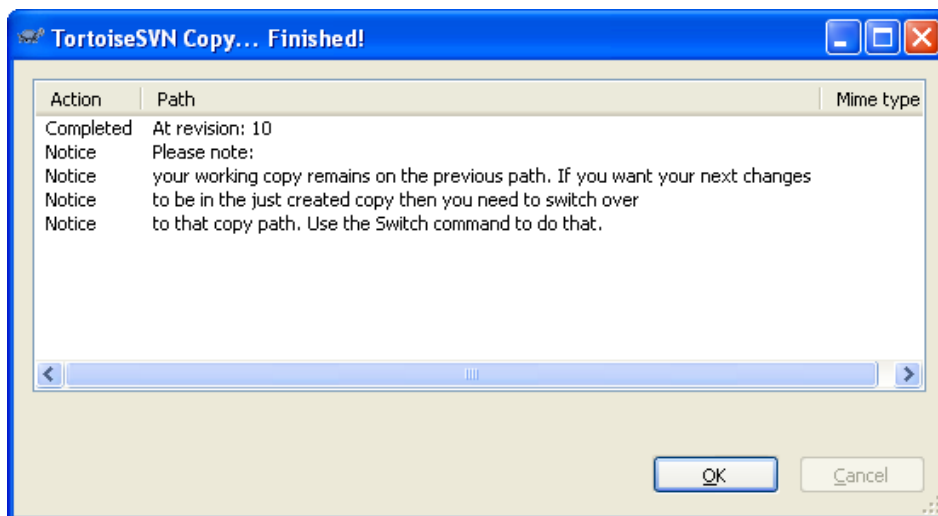 TortoiseSVN Copy... Finished!
Action Path Mime type
Completed At revision: 10
Notice Please note:
Notice your working copy remains on the previous path. If you want your next changes
Notice to be in the just created copy then you need to switch over
Notice to that copy path. Use the Switch command to do that.
OK Cancel